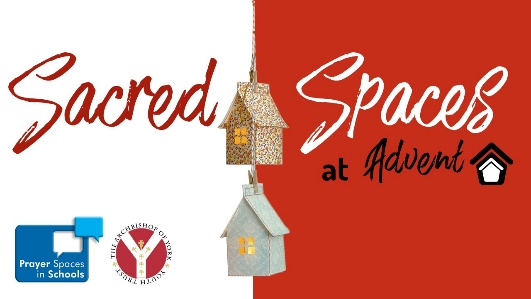 Sacred Spaces
at Advent
Prayer Spaces
in Schools
THE ARCHBISHOP OF YORK
YOUTH TRUST
Y